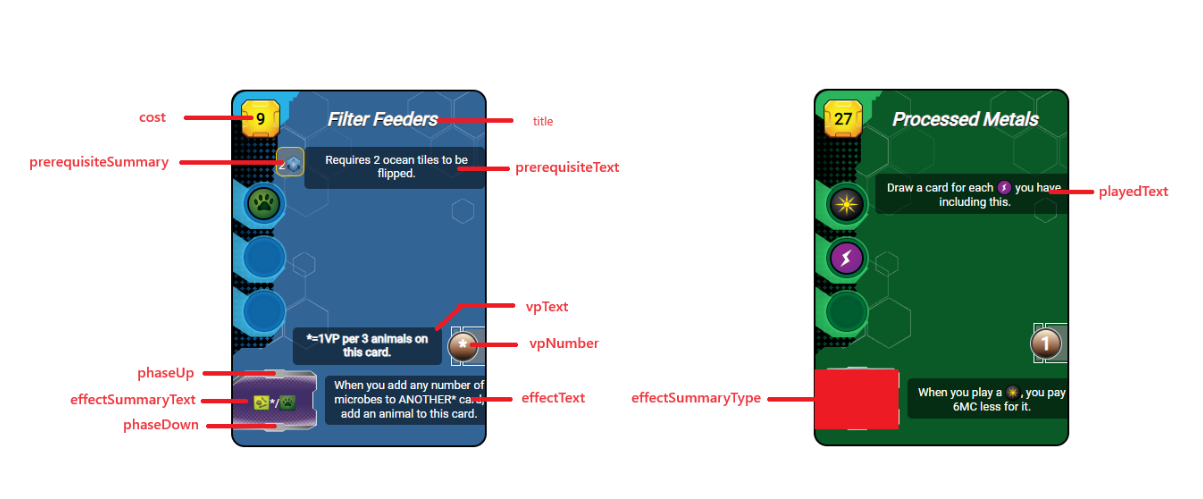 cost
9
Filter Feeders
title
prerequisiteSummary
2
Requires 2 ocean tiles to be
flipped.
prerequisiteText
vpText
*=1VP per 3 animals on
this card.
*
vpNumber
phaseUp
effectSummaryText
*/
phaseDown
When you add any number of
microbes to ANOTHER* card,
add an animal to this card.
effectText
27
Processed Metals
Draw a card for each you have
including this.
playedText
1
effectSummaryType
When you play a , you pay
6MC less for it.